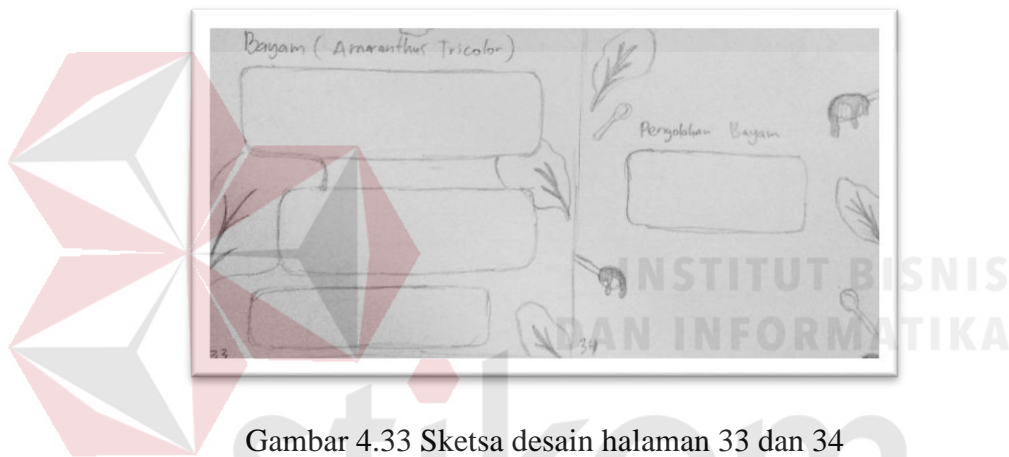 Bayam (Amaranthus Tricolor)
Pengolahan Bayam
33
34
INSTITUT BISNIS
DAN INFORMATIKA
stikom
Gambar 4.33 Sketsa desain halaman 33 dan 34